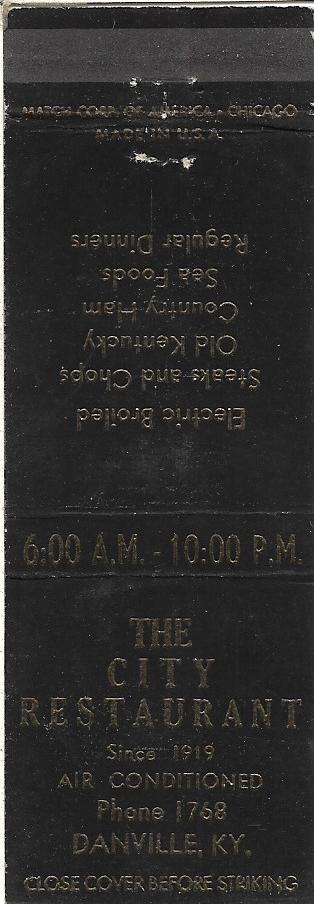 MATCH CORP. OF AMERICA - CHICAGO
MADE IN U.S.A.
Electric Broiled
Steaks and Chops
Old Kentucky
Country Ham
Sea Foods
Regular Dinners
6:00 A.M. - 10:00 P.M.
THE
CITY
RESTAURANT
Since 1919
AIR CONDITIONED
Phone 1768
DANVILLE, KY.
CLOSE COVER BEFORE STRIKING